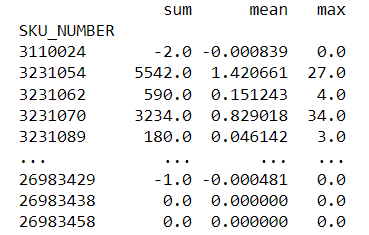 sum mean max
SKU_NUMBER
3110024 -2.0 -0.000839 0.0
3231054 5542.0 1.420661 27.0
3231062 590.0 0.151243 4.0
3231070 3234.0 0.829018 34.0
3231089 180.0 0.046142 3.0
... ... ... ...
26983429 -1.0 -0.000481 0.0
26983438 0.0 0.000000 0.0
26983458 0.0 0.000000 0.0